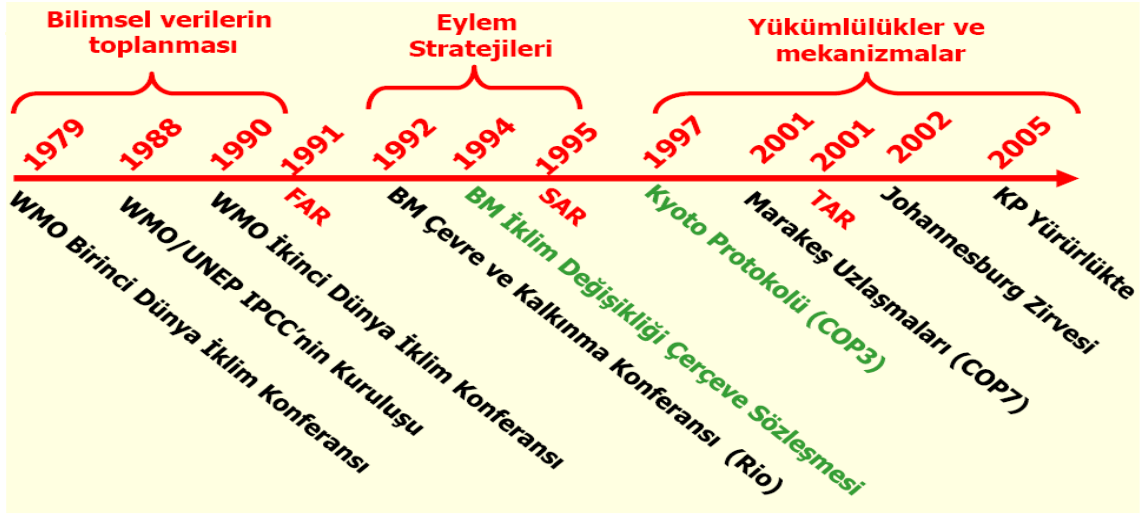 Bilimsel verilerin
toplanması
Eylem
Stratejileri
Yükümlülükler ve
mekanizmalar
1979
1988
1990
1991
1992
1994
1995
1997
2001
2001
2002
2005
WMO Birinci Dünya İklim Konferansı
WMO/UNEP IPCC’nin Kuruluşu
WMO İkinci Dünya İklim Konferansı
FAR
BM Çevre ve Kalkınma Konferansı (Rio)
BM İklim Değişikliği Çerçeve Sözleşmesi
SAR
Kyoto Protokolü (COP3)
Marakeş Uzlaşmaları (COP7)
TAR
Johannesburg Zirvesi
KP Yürürlükte